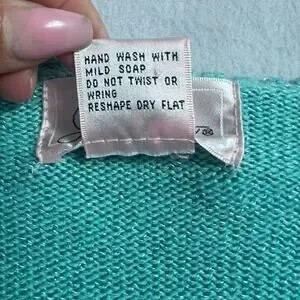 HAND WASH WITH
MILD SOAP
DO NOT TWIST OR
WRING
RESHAPE DRY FLAT